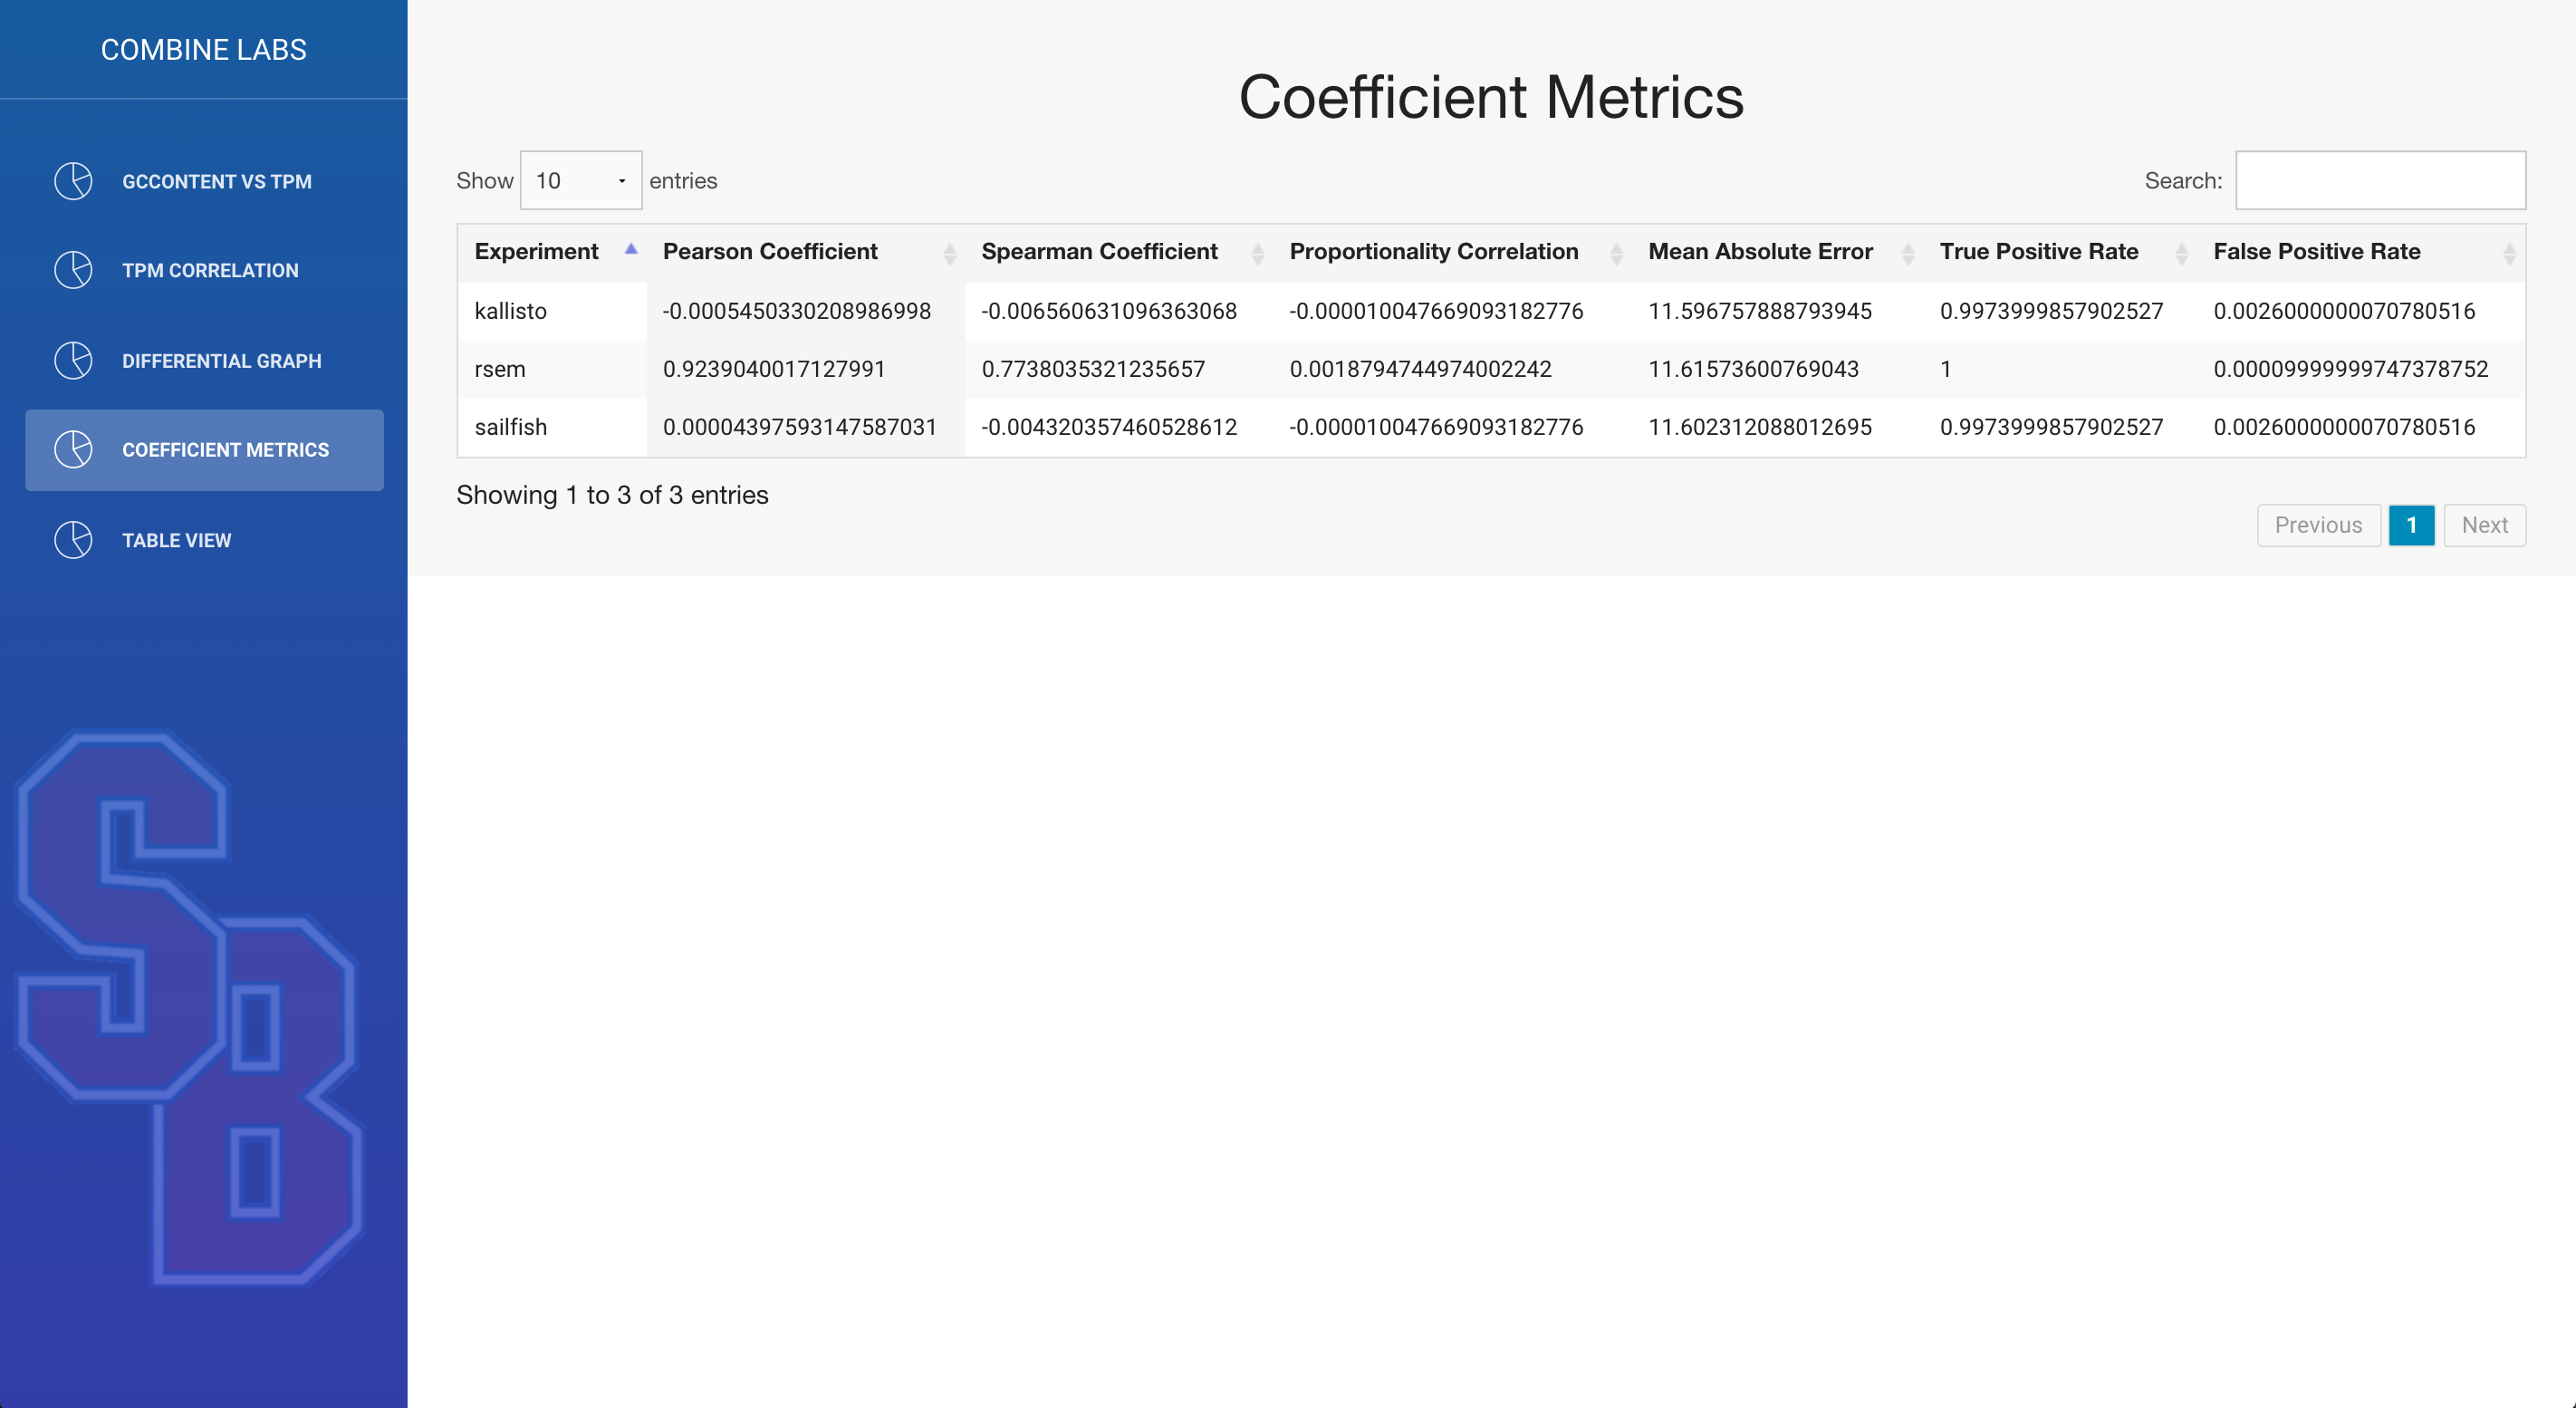 COMBINE LABS
GCCONTENT VS TPM
TPM CORRELATION
DIFFERENTIAL GRAPH
COEFFICIENT METRICS
TABLE VIEW
SB
Coefficient Metrics
Show 10 entries Search:
Experiment Pearson Coefficient Spearman Coefficient Proportionality Correlation Mean Absolute Error True Positive Rate False Positive Rate
kallisto -0.0005450330208986998 -0.006560631096363068 -0.000010047669093182776 11.596757888793945 0.9973999857902527 0.0026000000070780516
rsem 0.9239040017127991 0.7738035321235657 0.0018794744974002242 11.61573600769043 1 0.00009999999747378752
sailfish 0.00004397593147587031 -0.004320357460528612 -0.000010047669093182776 11.602312088012695 0.9973999857902527 0.0026000000070780516
Showing 1 to 3 of 3 entries
Previous 1 Next